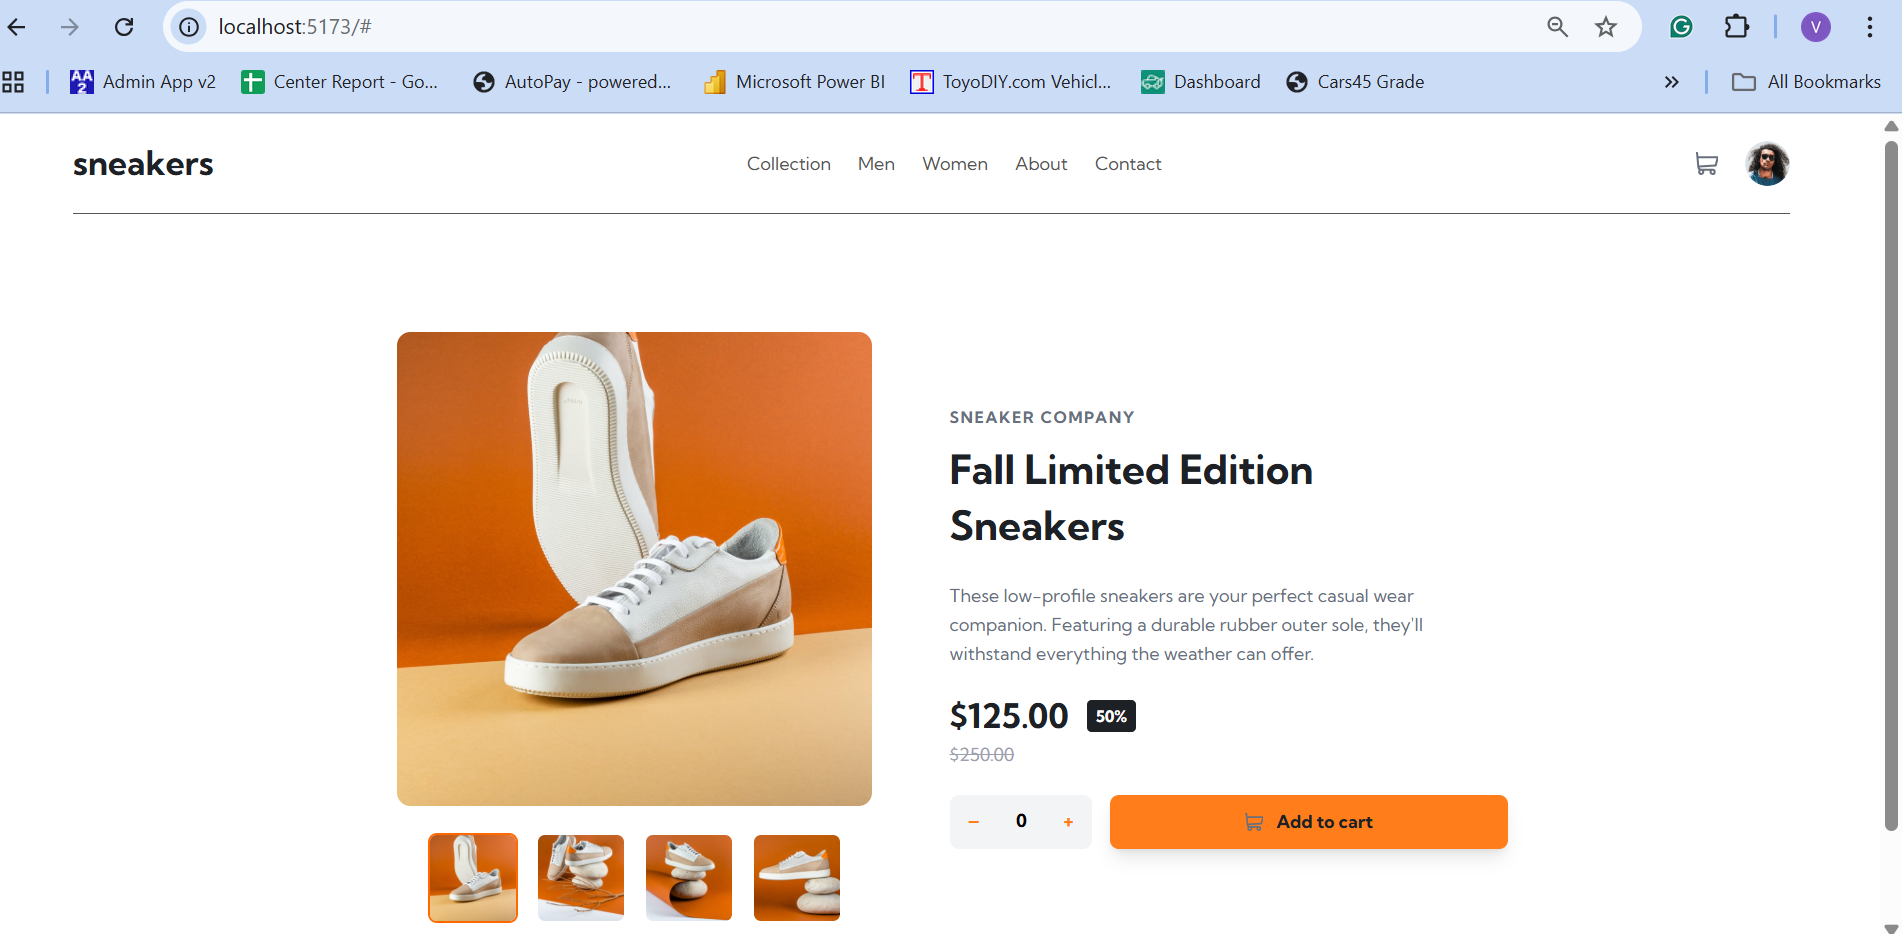 localhost:5173/#
V
Admin App v2
Center Report - Go...
AutoPay - powered...
Microsoft Power BI
ToyoDIY.com Vehicl...
Dashboard
Cars45 Grade
All Bookmarks
sneakers
Collection
Men
Women
About
Contact
SNEAKER COMPANY
Fall Limited Edition
Sneakers
These low-profile sneakers are your perfect casual wear
companion. Featuring a durable rubber outer sole, they'll
withstand everything the weather can offer.
$125.00
50%
$250.00
−
0
+
Add to cart